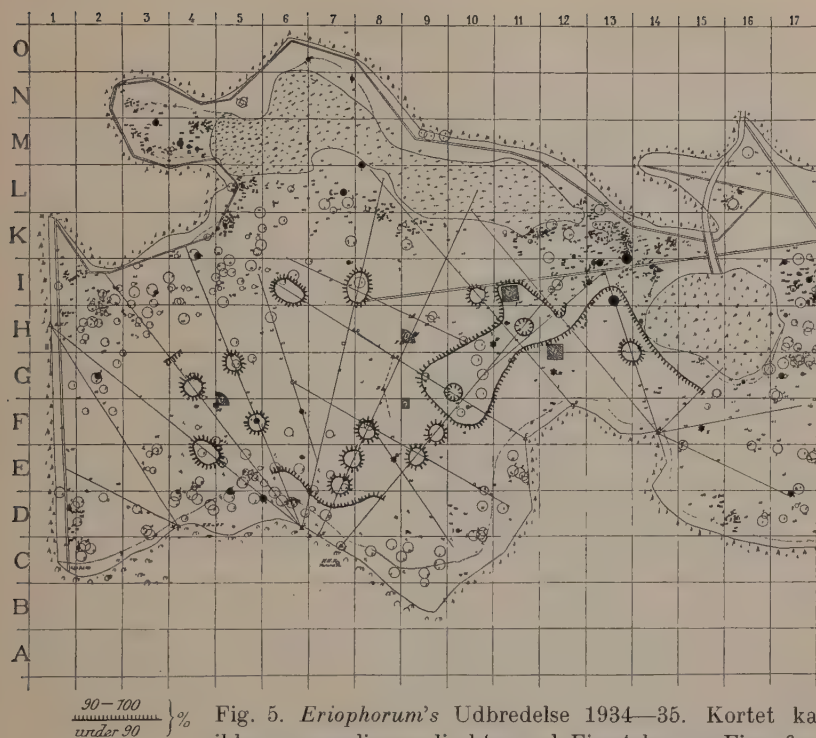 1 2 3 4 5 6 7 8 9 10 11 12 13 14 15 16 17
O
N
M
L
K
I
H
G
F
E
D
C
B
A
90-100
under 90 } %
Fig. 5. Eriophorum's Udbredelse 1934—35. Kortet ka